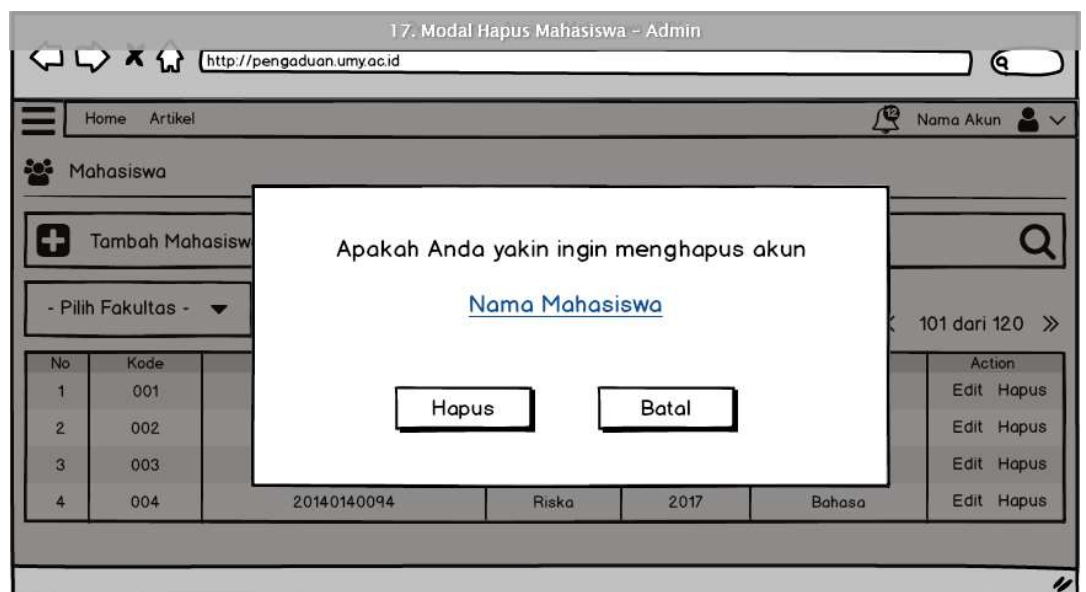 17. Modal Hapus Mahasiswa - Admin
http://pengaduan.umy.ac.id
Home Artikel
12
Nama Akun
Mahasiswa
Tambah
Apakah Anda yakin ingin menghapus akun
Nama Mahasiswa
- Pilih Fakultas -
101 dari 120
No Kode Action
1 001 Edit Hapus
Hapus Batal
2 002 Edit Hapus
3 003 Edit Hapus
4 004 20140140094 Riska 2017 Bahasa Edit Hapus